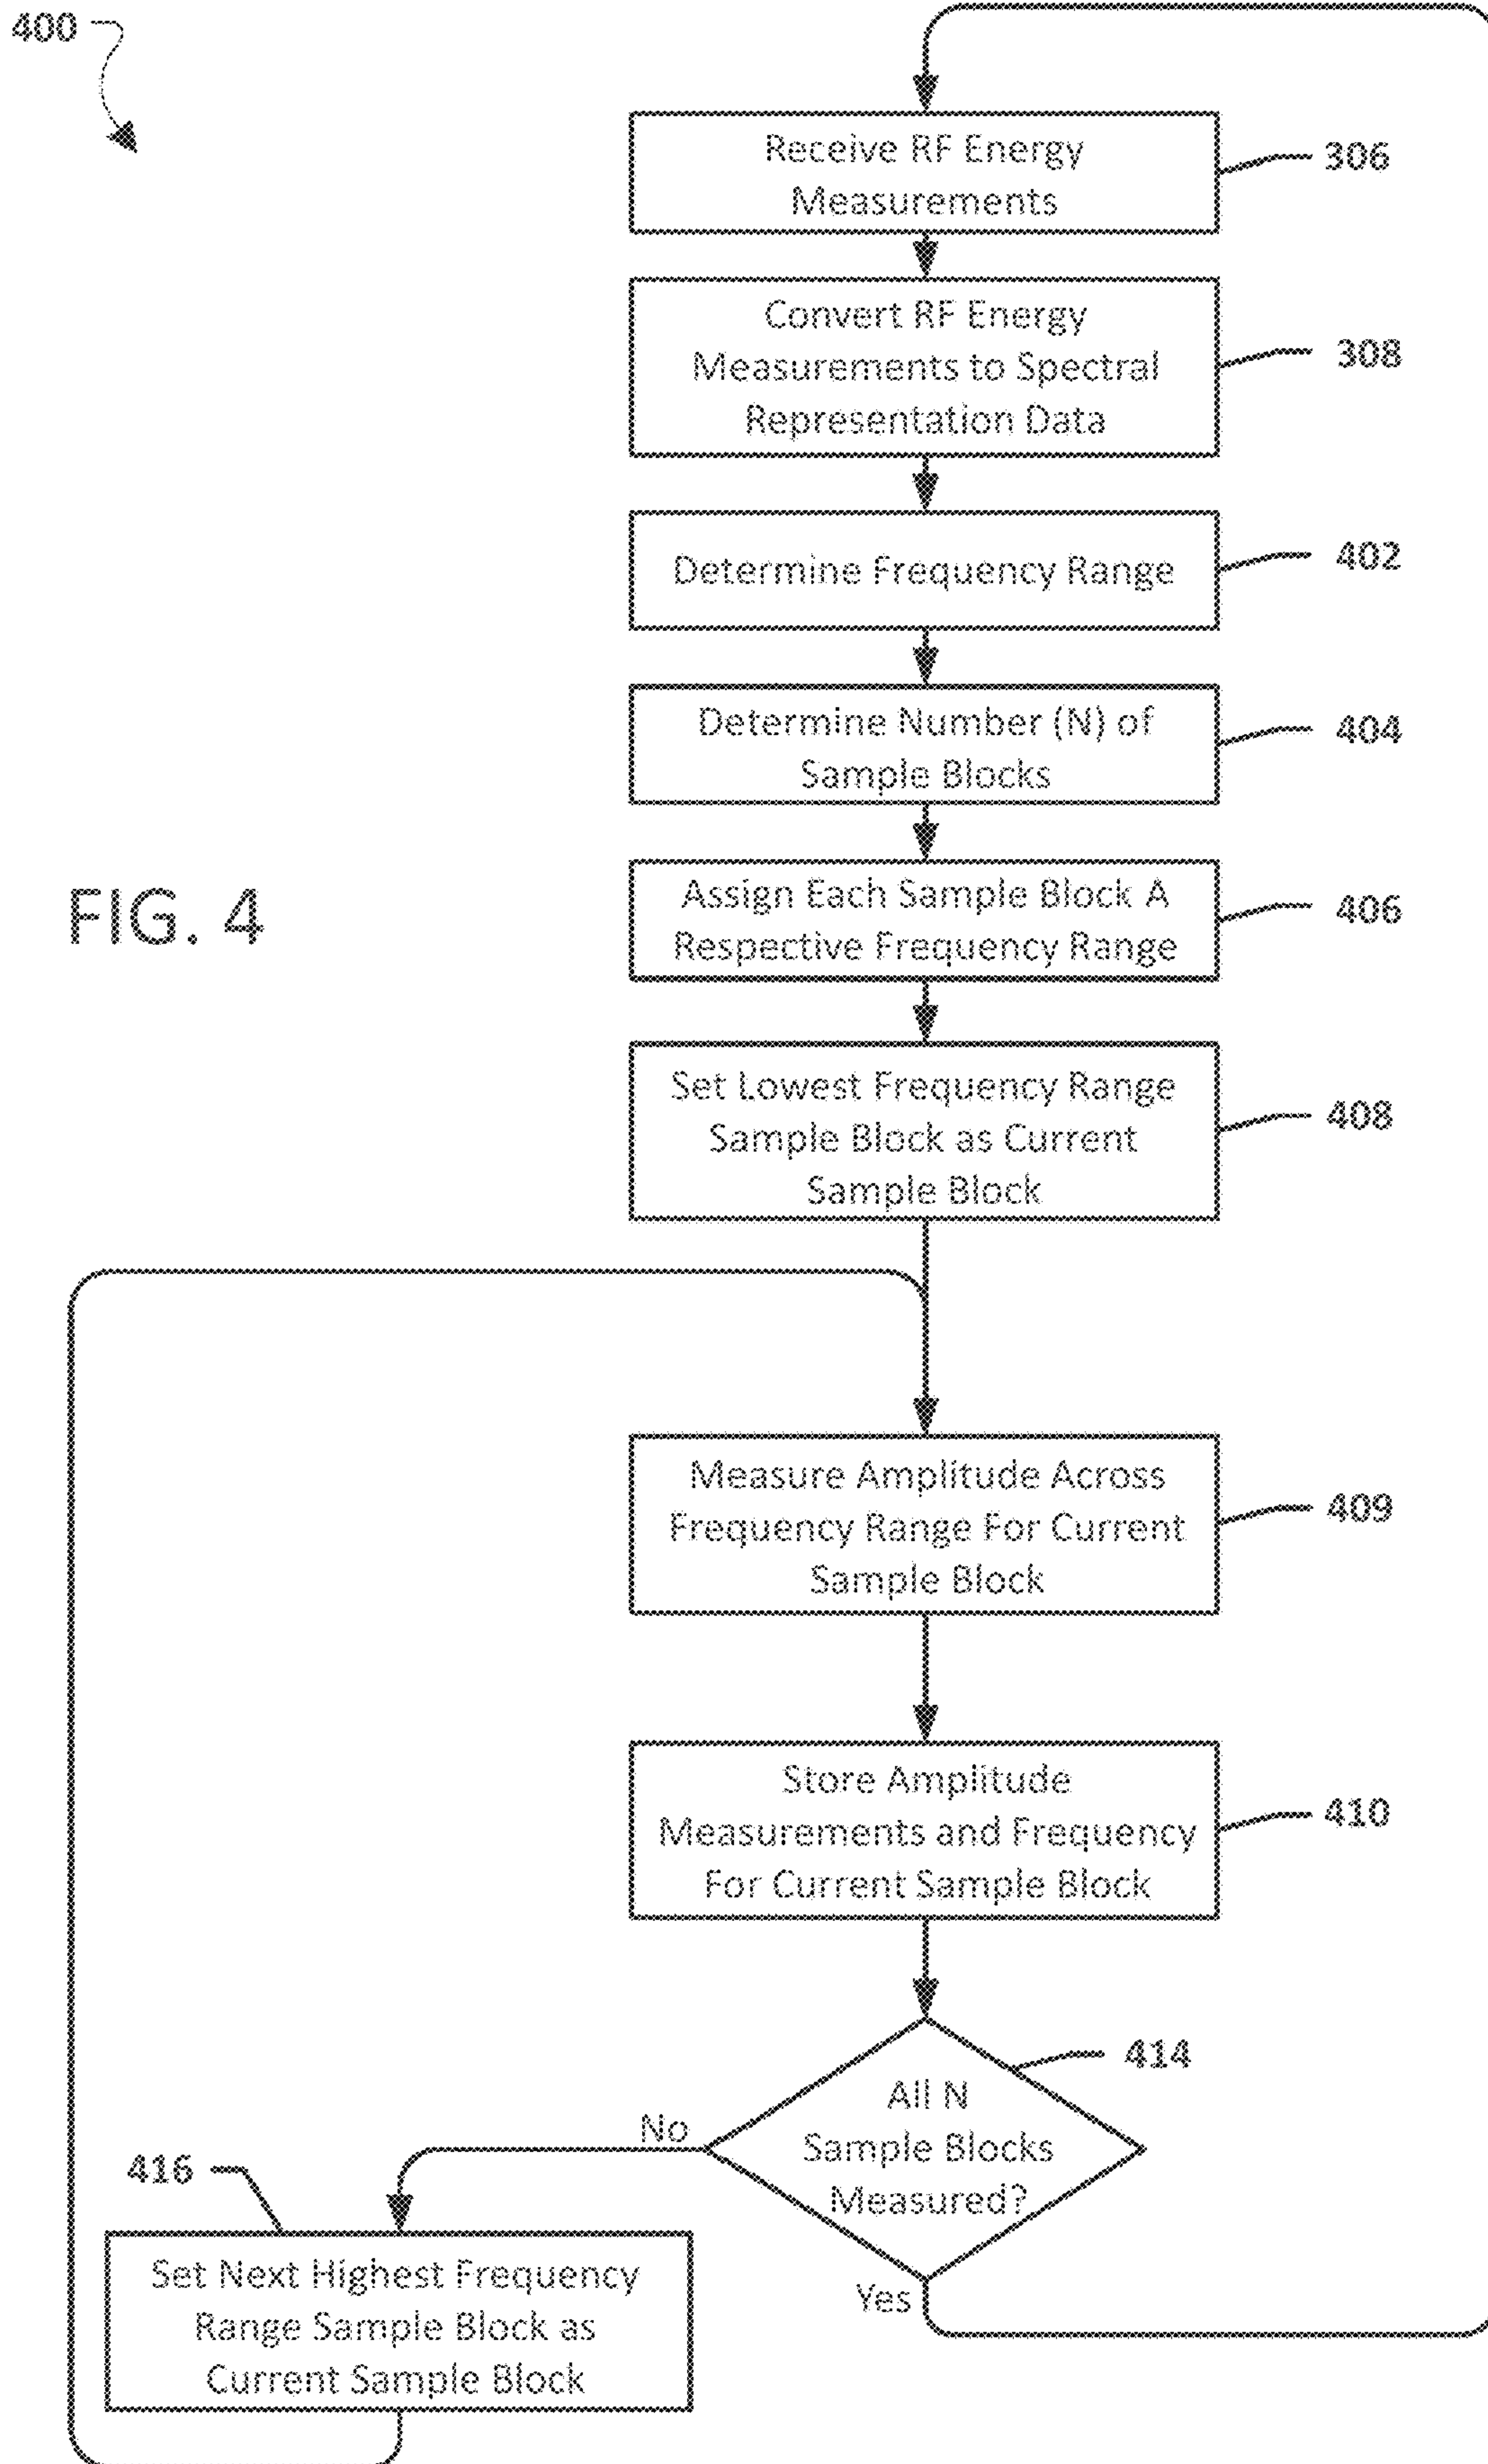 400
Receive RF Energy
Measurements
306
Convert RF Energy
Measurements to Spectral
Representation Data
308
Determine Frequency Range
402
Determine Number (N) of
Sample Blocks
404
FIG. 4
Assign Each Sample Block A
Respective Frequency Range
406
Set Lowest Frequency Range
Sample Block as Current
Sample Block
408
Measure Amplitude Across
Frequency Range For Current
Sample Block
409
Store Amplitude
Measurements and Frequency
For Current Sample Block
410
All N
Sample Blocks
Measured?
414
No
Yes
416
Set Next Highest Frequency
Range Sample Block as
Current Sample Block